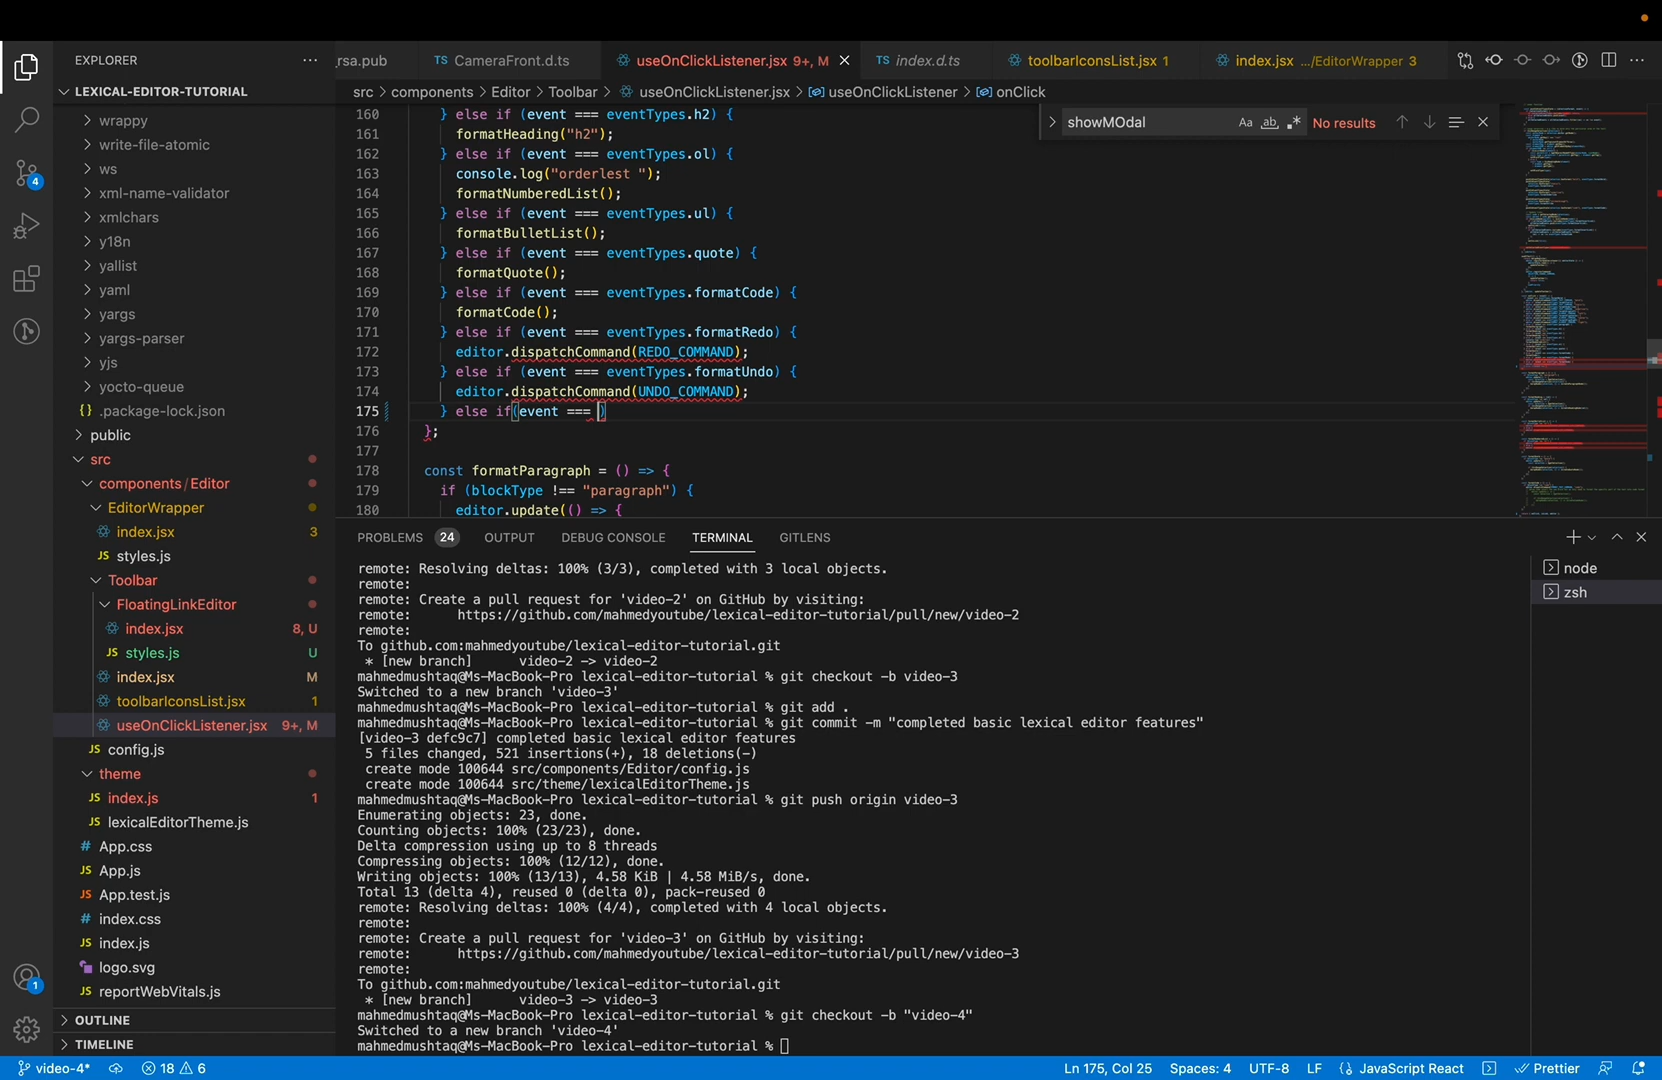 EXPLORER
rsa.pub
TS CameraFront.d.ts
useOnClickListener.jsx 9+, M
TS index.d.ts
toolbarIconsList.jsx 1
index.jsx .../EditorWrapper 3
LEXICAL-EDITOR-TUTORIAL
src > components > Editor > Toolbar > useOnClickListener.jsx > useOnClickListener > onClick
showMOdal
Aa
ab
No results
wrappy
write-file-atomic
ws
xml-name-validator
xmlchars
y18n
yallist
yaml
yargs
yargs-parser
yjs
yocto-queue
{} .package-lock.json
public
src
components/Editor
EditorWrapper
index.jsx 3
JS styles.js
Toolbar
FloatingLinkEditor
index.jsx 8, U
JS styles.js U
index.jsx M
toolbarIconsList.jsx 1
useOnClickListener.jsx 9+, M
JS config.js
theme
JS index.js 1
JS lexicalEditorTheme.js
# App.css
JS App.js
JS App.test.js
# index.css
JS index.js
logo.svg
JS reportWebVitals.js
OUTLINE
TIMELINE
4
1
160 } else if (event === eventTypes.h2) {
161 formatHeading("h2");
162 } else if (event === eventTypes.ol) {
163 console.log("orderlest ");
164 formatNumberedList();
165 } else if (event === eventTypes.ul) {
166 formatBulletList();
167 } else if (event === eventTypes.quote) {
168 formatQuote();
169 } else if (event === eventTypes.formatCode) {
170 formatCode();
171 } else if (event === eventTypes.formatRedo) {
172 editor.dispatchCommand(REDO_COMMAND);
173 } else if (event === eventTypes.formatUndo) {
174 editor.dispatchCommand(UNDO_COMMAND);
175 } else if(event === )
176 };
177
178 const formatParagraph = () => {
179 if (blockType !== "paragraph") {
180 editor.update(() => {
PROBLEMS 24 OUTPUT DEBUG CONSOLE TERMINAL GITLENS
node
zsh
remote: Resolving deltas: 100% (3/3), completed with 3 local objects.
remote:
remote: Create a pull request for 'video-2' on GitHub by visiting:
remote: https://github.com/mahmedyoutube/lexical-editor-tutorial/pull/new/video-2
remote:
To github.com:mahmedyoutube/lexical-editor-tutorial.git
* [new branch] video-2 -> video-2
mahmedmushtaq@Ms-MacBook-Pro lexical-editor-tutorial % git checkout -b video-3
Switched to a new branch 'video-3'
mahmedmushtaq@Ms-MacBook-Pro lexical-editor-tutorial % git add .
mahmedmushtaq@Ms-MacBook-Pro lexical-editor-tutorial % git commit -m "completed basic lexical editor features"
[video-3 defc9c7] completed basic lexical editor features
5 files changed, 521 insertions(+), 18 deletions(-)
create mode 100644 src/components/Editor/config.js
create mode 100644 src/theme/lexicalEditorTheme.js
mahmedmushtaq@Ms-MacBook-Pro lexical-editor-tutorial % git push origin video-3
Enumerating objects: 23, done.
Counting objects: 100% (23/23), done.
Delta compression using up to 8 threads
Compressing objects: 100% (12/12), done.
Writing objects: 100% (13/13), 4.58 KiB | 4.58 MiB/s, done.
Total 13 (delta 4), reused 0 (delta 0), pack-reused 0
remote: Resolving deltas: 100% (4/4), completed with 4 local objects.
remote:
remote: Create a pull request for 'video-3' on GitHub by visiting:
remote: https://github.com/mahmedyoutube/lexical-editor-tutorial/pull/new/video-3
remote:
To github.com:mahmedyoutube/lexical-editor-tutorial.git
* [new branch] video-3 -> video-3
mahmedmushtaq@Ms-MacBook-Pro lexical-editor-tutorial % git checkout -b "video-4"
Switched to a new branch 'video-4'
mahmedmushtaq@Ms-MacBook-Pro lexical-editor-tutorial %
video-4* 18 6 Ln 175, Col 25 Spaces: 4 UTF-8 LF JavaScript React Prettier